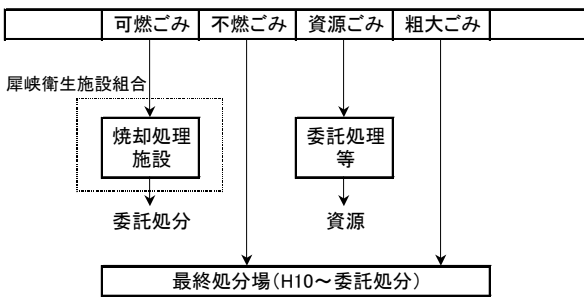 可燃ごみ 不燃ごみ 資源ごみ 粗大ごみ
犀峡衛生施設組合
焼却処理
施設
委託処理
等
委託処分
資源
最終処分場(H10～委託処分)